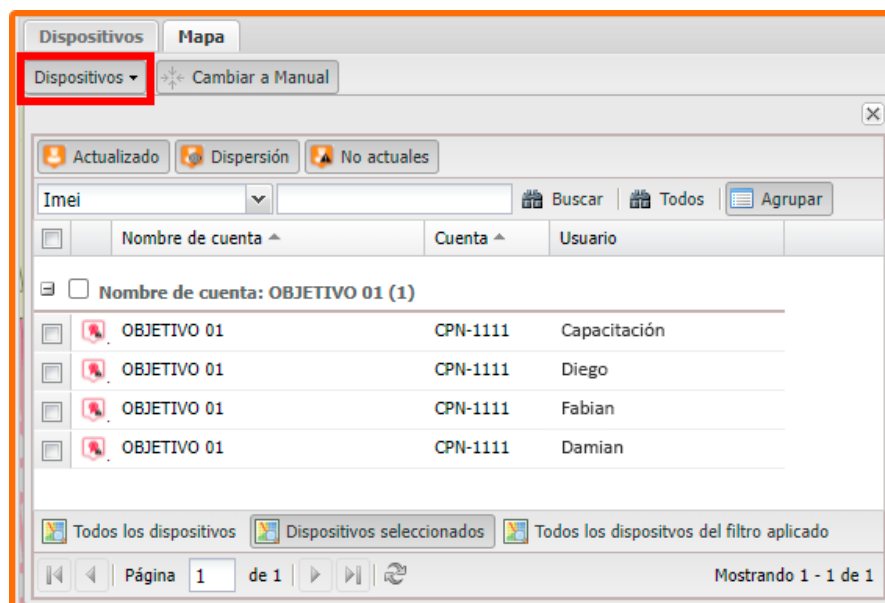 Dispositivos Mapa
Dispositivos Cambiar a Manual
Actualizado Dispersión No actuales
Imei Buscar Todos Agrupar
Nombre de cuenta Cuenta Usuario
Nombre de cuenta: OBJETIVO 01 (1)
OBJETIVO 01 CPN-1111 Capacitación
OBJETIVO 01 CPN-1111 Diego
OBJETIVO 01 CPN-1111 Fabian
OBJETIVO 01 CPN-1111 Damian
Todos los dispositivos Dispositivos seleccionados Todos los dispositvos del filtro aplicado
Página 1 de 1 Mostrando 1 - 1 de 1